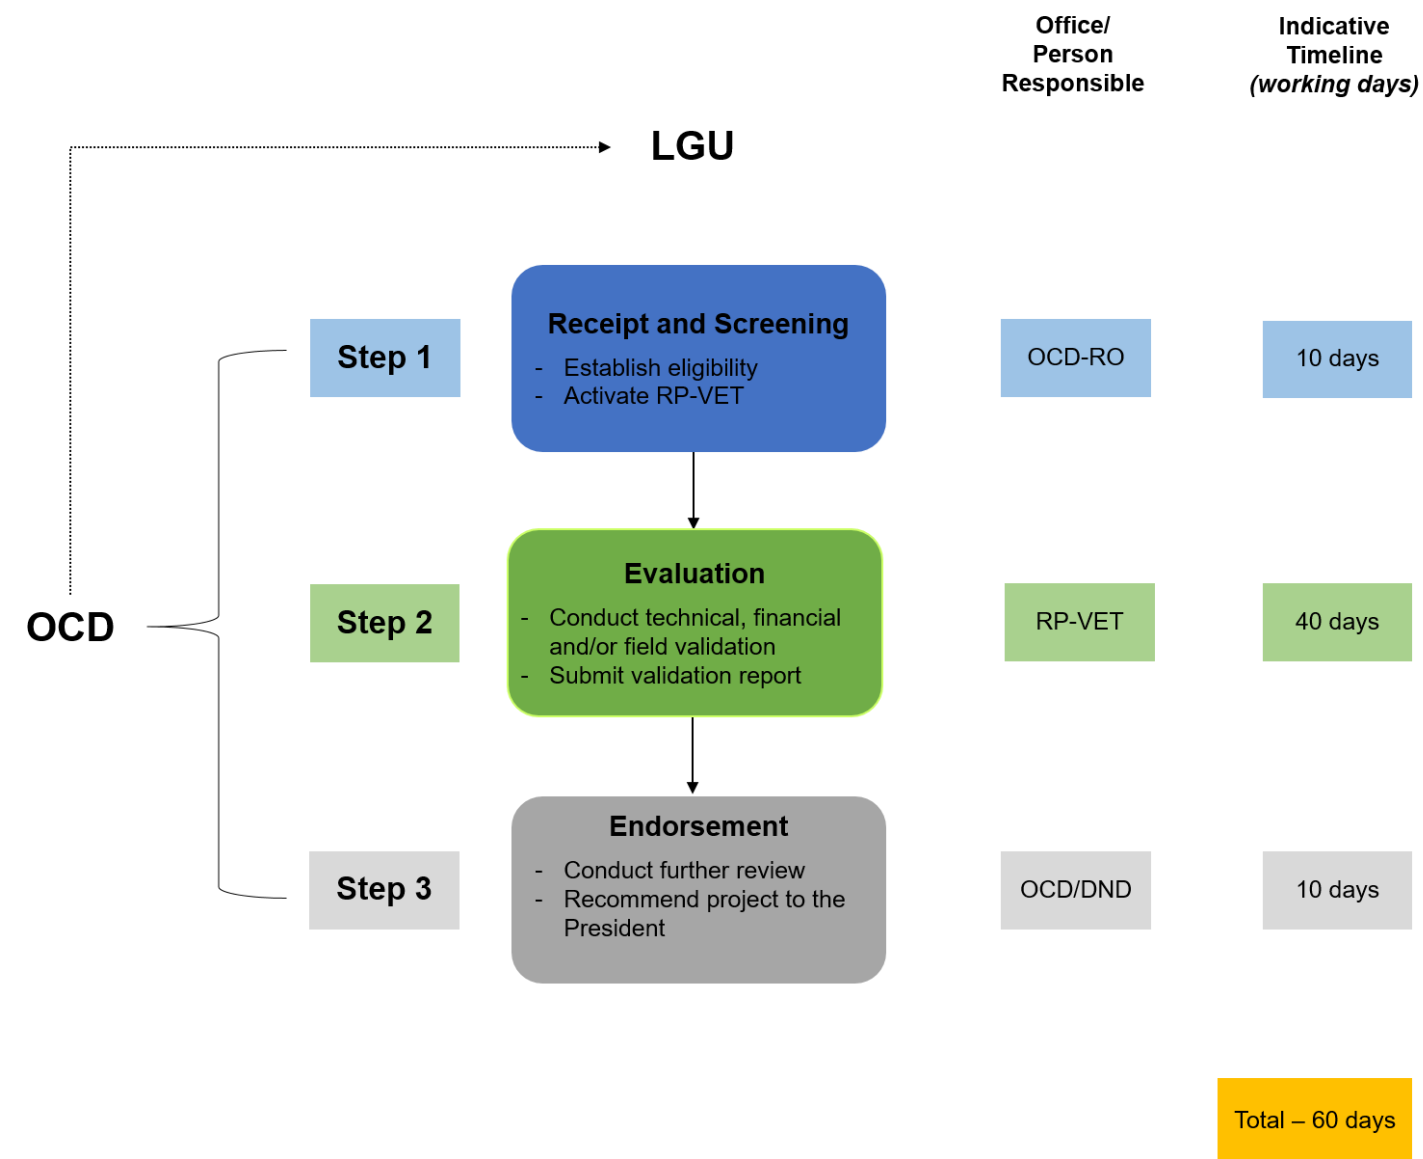 Office/
Person
Responsible
Indicative
Timeline
(working days)
LGU
OCD
Step 1
Receipt and Screening
- Establish eligibility
- Activate RP-VET
OCD-RO
10 days
Step 2
Evaluation
- Conduct technical, financial
and/or field validation
- Submit validation report
RP-VET
40 days
Step 3
Endorsement
- Conduct further review
- Recommend project to the
President
OCD/DND
10 days
Total – 60 days